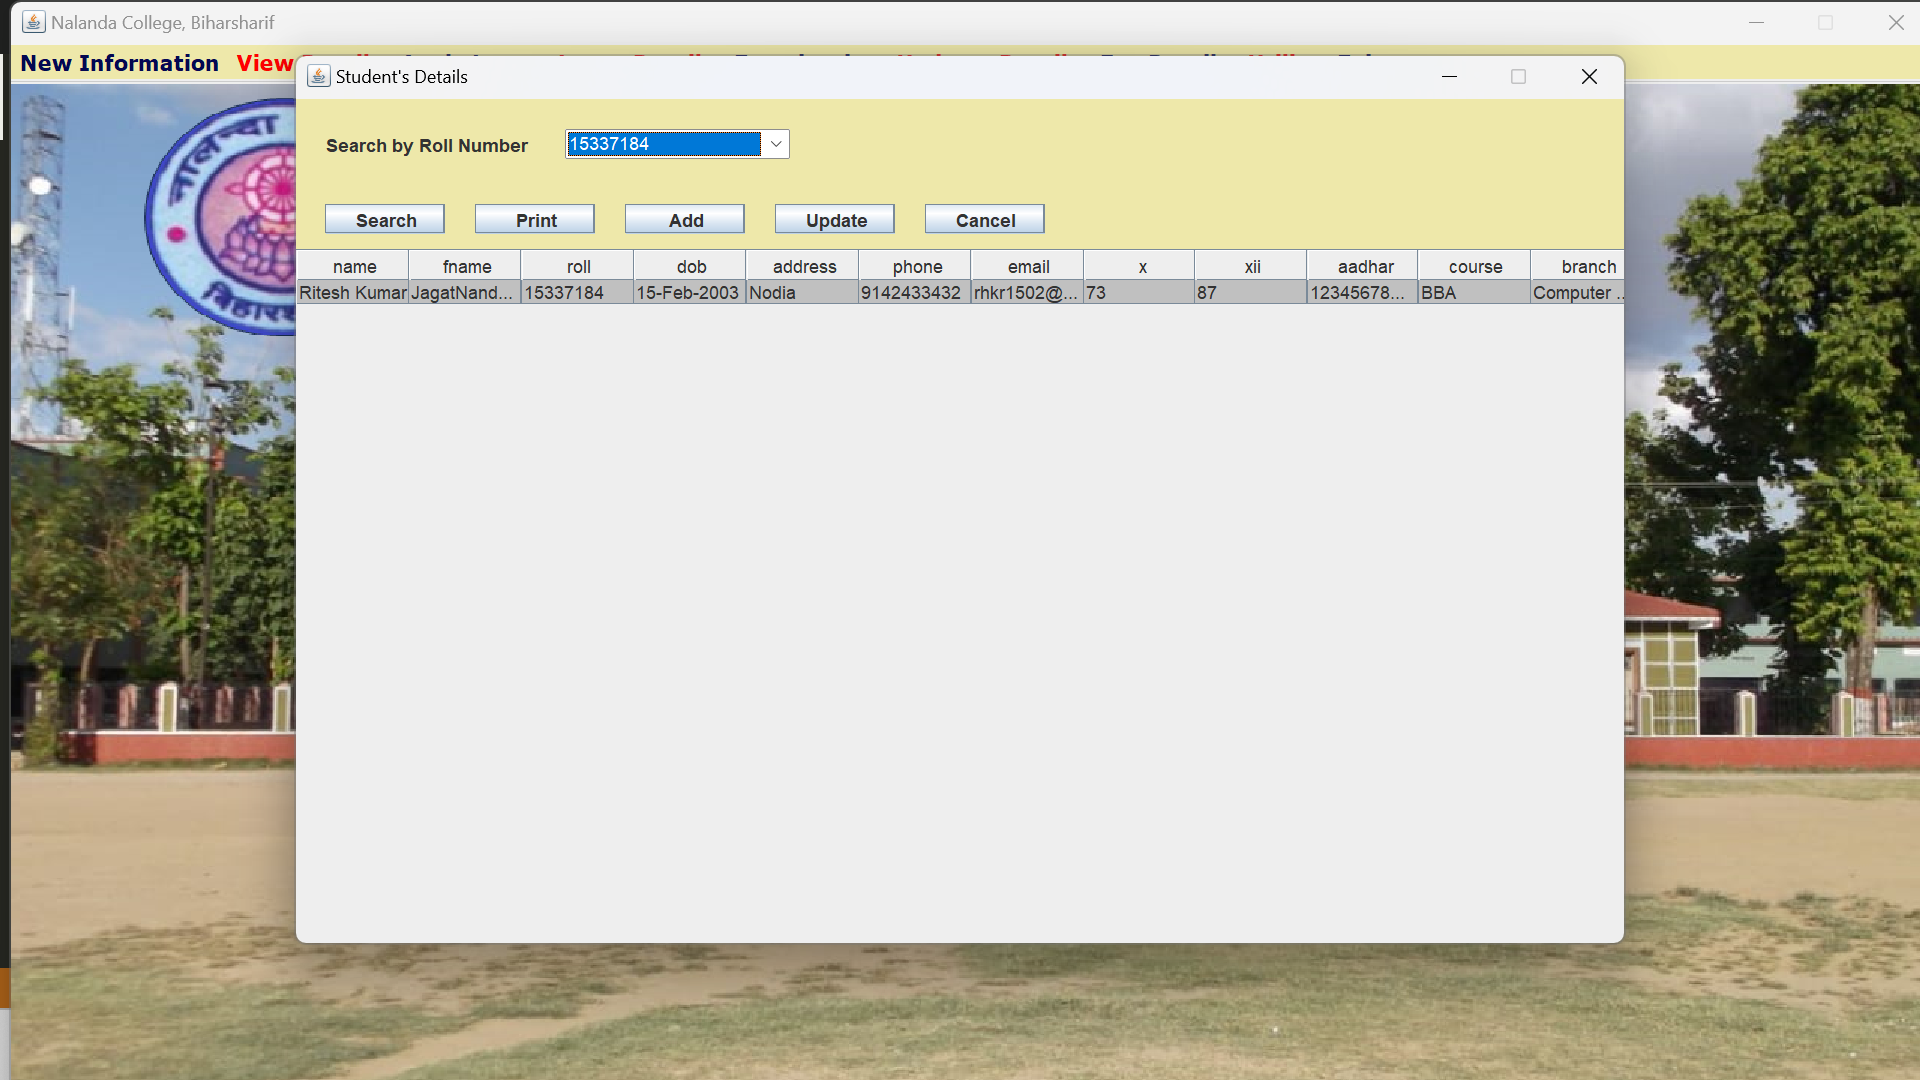 Nalanda College, Biharsharif
New Information View
Student's Details
नालन्दा
Search by Roll Number 15337184
Search Print Add Update Cancel
name fname roll dob address phone email x xii aadhar course branch
Ritesh Kumar JagatNand... 15337184 15-Feb-2003 Nodia 9142433432 rhkr1502@... 73 87 12345678... BBA Computer ..